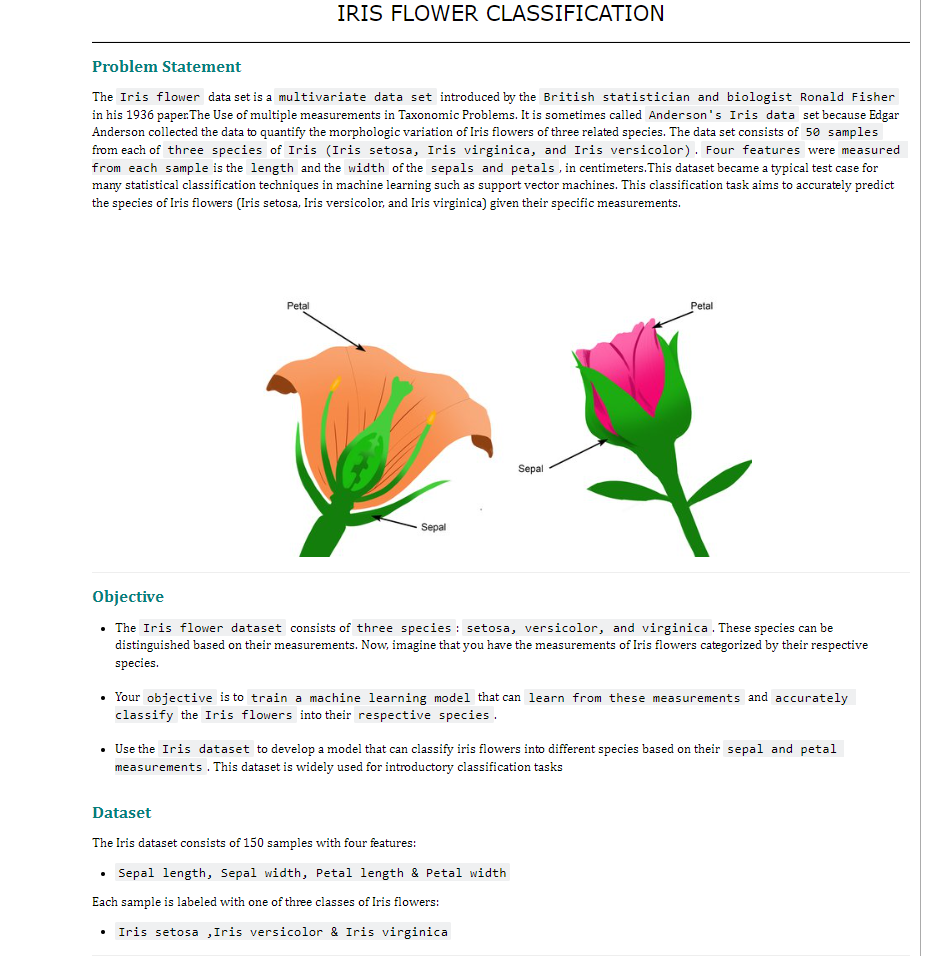 IRIS FLOWER CLASSIFICATION
Problem Statement
The Iris flower data set is a multivariate data set introduced by the British statistician and biologist Ronald Fisher
in his 1936 paper.The Use of multiple measurements in Taxonomic Problems. It is sometimes called Anderson's Iris data set because Edgar
Anderson collected the data to quantify the morphologic variation of Iris flowers of three related species. The data set consists of 50 samples
from each of three species of Iris (Iris setosa, Iris virginica, and Iris versicolor). Four features were measured
from each sample is the length and the width of the sepals and petals, in centimeters.This dataset became a typical test case for
many statistical classification techniques in machine learning such as support vector machines. This classification task aims to accurately predict
the species of Iris flowers (Iris setosa, Iris versicolor, and Iris virginica) given their specific measurements.
Petal
Petal
Sepal
Sepal
Objective
• The Iris flower dataset consists of three species: setosa, versicolor, and virginica. These species can be
distinguished based on their measurements. Now, imagine that you have the measurements of Iris flowers categorized by their respective
species.
• Your objective is to train a machine learning model that can learn from these measurements and accurately
classify the Iris flowers into their respective species.
• Use the Iris dataset to develop a model that can classify iris flowers into different species based on their sepal and petal
measurements. This dataset is widely used for introductory classification tasks
Dataset
The Iris dataset consists of 150 samples with four features:
• Sepal length, Sepal width, Petal length & Petal width
Each sample is labeled with one of three classes of Iris flowers:
• Iris setosa ,Iris versicolor & Iris virginica